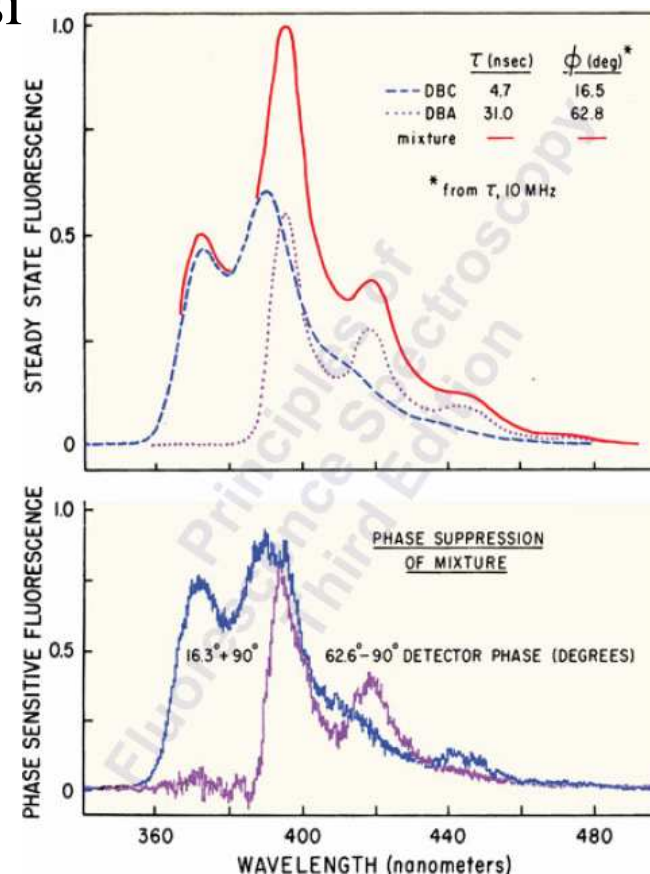 1.0
τ (nsec) ϕ (deg)*
DBC 4.7 16.5
DBA 31.0 62.8
mixture
* from τ, 10 MHz
0.5
0
STEADY STATE FLUORESCENCE
1.0
PHASE SUPPRESSION
OF MIXTURE
0.5
16.3°+90° 62.6°−90° DETECTOR PHASE (DEGREES)
0
PHASE SENSITIVE FLUORESCENCE
360 400 440 480
WAVELENGTH (nanometers)
Principles of
Fluorescence Spectroscopy
Third Edition